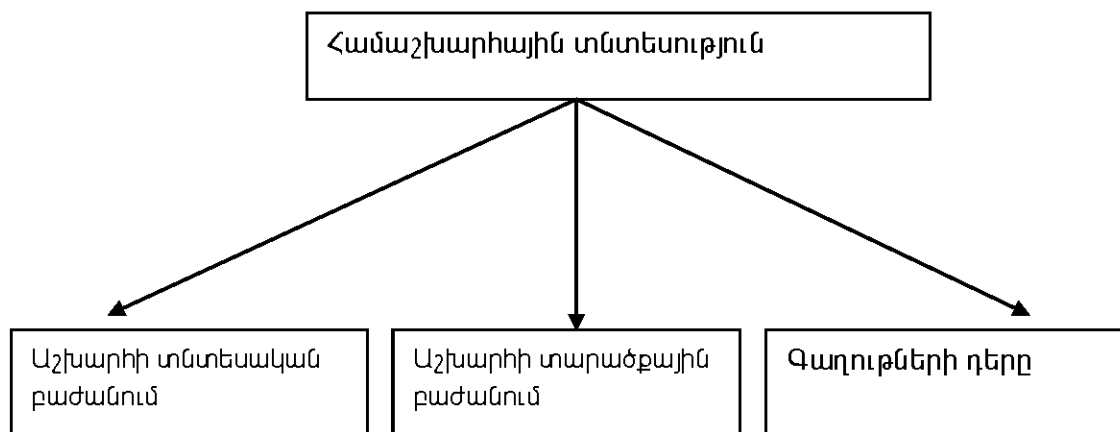 Համաշխարհային տնտեսություն
Աշխարհի տնտեսական
բաժանում
Աշխարհի տարածքային
բաժանում
Գաղութների դերը